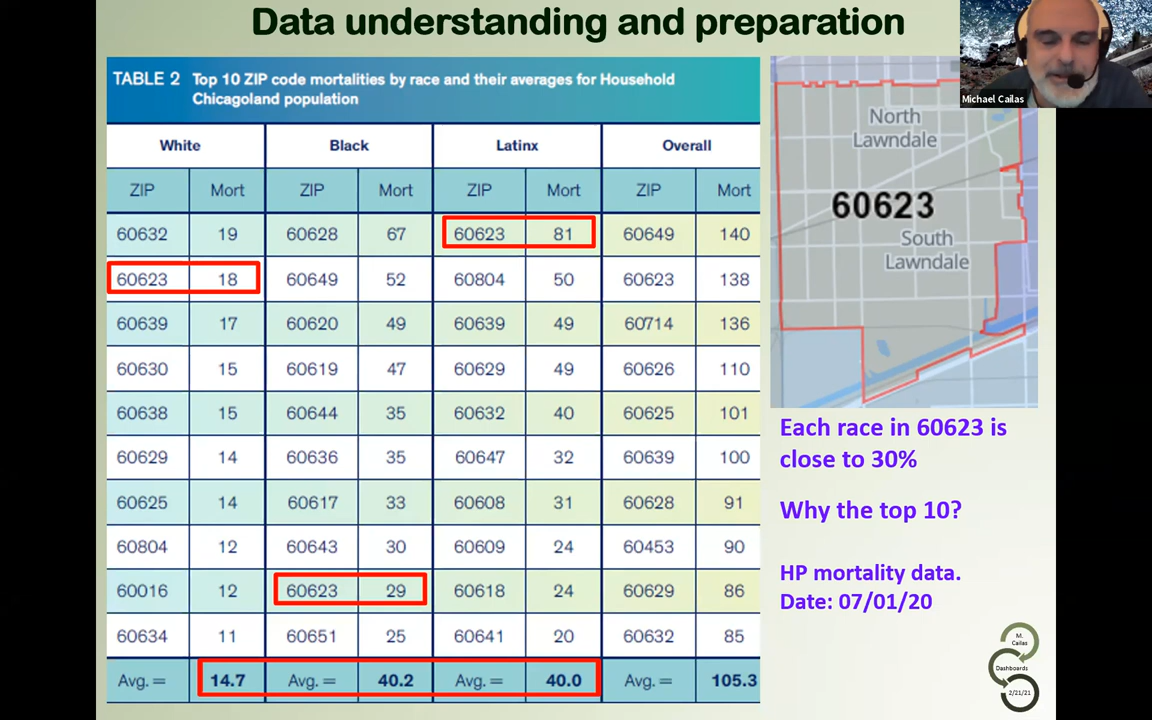 Data understanding and preparation
Michael Cailas
TABLE 2 Top 10 ZIP code mortalities by race and their averages for Household
Chicagoland population
White Black Latinx Overall
ZIP Mort ZIP Mort ZIP Mort ZIP Mort
60632 19 60628 67 60623 81 60649 140
60623 18 60649 52 60804 50 60623 138
60639 17 60620 49 60639 49 60714 136
60630 15 60619 47 60629 49 60626 110
60638 15 60644 35 60632 40 60625 101
60629 14 60636 35 60647 32 60639 100
60625 14 60617 33 60608 31 60628 91
60804 12 60643 30 60609 24 60453 90
60016 12 60623 29 60618 24 60629 86
60634 11 60651 25 60641 20 60632 85
Avg. = 14.7 Avg. = 40.2 Avg. = 40.0 Avg. = 105.3
North
Lawndale
60623
South
Lawndale
Each race in 60623 is
close to 30%
Why the top 10?
HP mortality data.
Date: 07/01/20
M.
Cailas
Dashboards
2/21/21